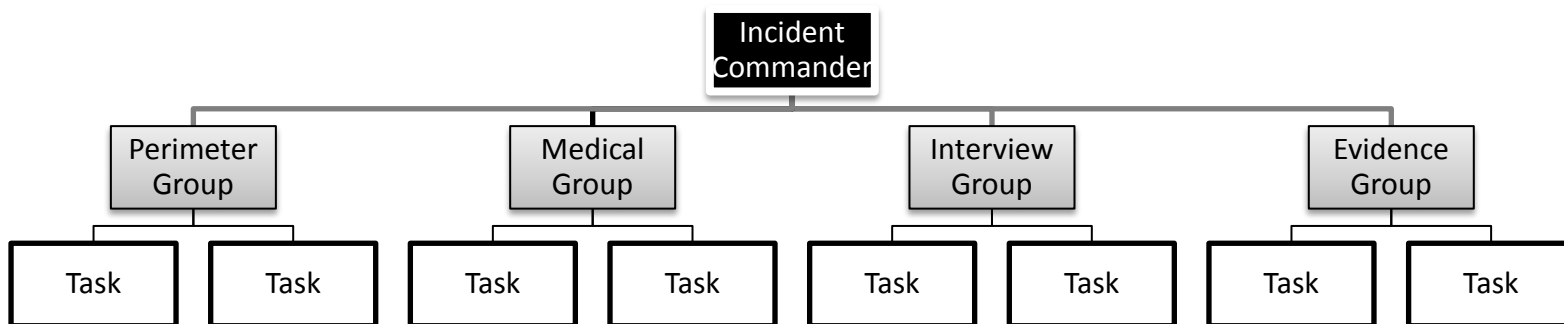 Incident
Commander
Perimeter
Group
Medical
Group
Interview
Group
Evidence
Group
Task
Task
Task
Task
Task
Task
Task
Task